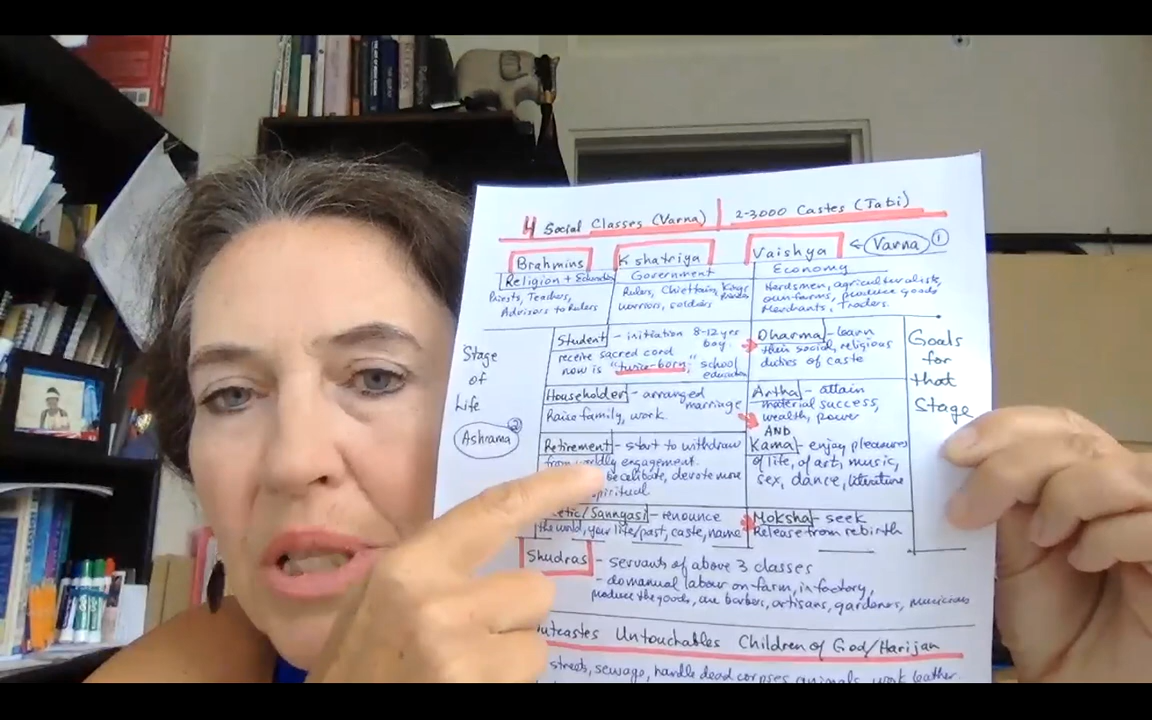 4 Social Classes (Varna) 2-3000 Castes (Jati)
Brahmins Kshatriya Vaishya ← Varna 1
Religion + Education Government Economy
Priests, Teachers, Advisors to Rulers
Rulers, Chieftains, Kings
warriors, soldiers
Herdsmen, agriculturalists,
own farms, produce goods
Merchants, Traders.
Stage
of
Life
Ashrama 2
Student - initiation 8-12 yrs
boy.
receive sacred cord
now is "twice-born," school
education
Dharma - learn
their social, religious
duties of caste
Goals
for
that
Stage
Householder - arranged
marriage
Raise family, work.
Artha - attain
material success,
wealth, power
AND
Kama - enjoy pleasures
of life, of art, music,
sex, dance, literature
Retirement - start to withdraw
from worldly engagement.
be celibate, devote more
spiritual.
etic/Sannyasi - renounce
the world, your life/past, caste, name
Moksha - seek
Release from rebirth
Shudras - servants of above 3 classes
- do manual labour on farm, in factory,
produce the goods, are barbers, artisans, gardeners, musicians
Outcastes Untouchables Children of God/Harijan
streets, sewage, handle dead corpses animals, work leather